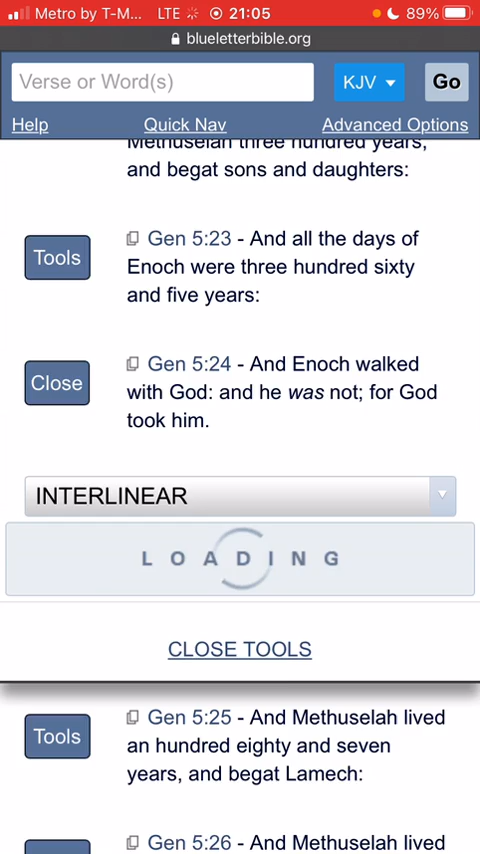 Metro by T-M... LTE 21:05 89%
blueletterbible.org
Verse or Word(s) KJV Go
Help Quick Nav Advanced Options
Methuselah three hundred years,
and begat sons and daughters:
Tools
Gen 5:23 - And all the days of
Enoch were three hundred sixty
and five years:
Close
Gen 5:24 - And Enoch walked
with God: and he was not; for God
took him.
INTERLINEAR
LOADING
CLOSE TOOLS
Tools
Gen 5:25 - And Methuselah lived
an hundred eighty and seven
years, and begat Lamech:
Gen 5:26 - And Methuselah lived